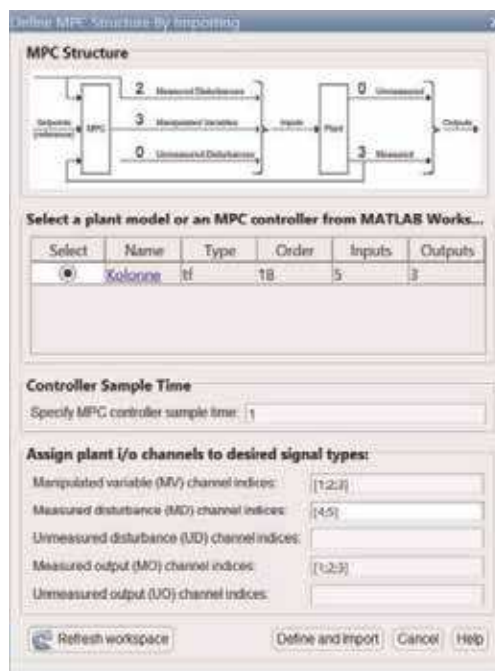 Define MPC Structure By Importing
MPC Structure
2 Measured Disturbances
0 Unmeasured
Setpoints
(reference)
MPC
3 Manipulated Variables
Inputs
Plant
Outputs
0 Unmeasured Disturbances
3 Measured
Select a plant model or an MPC controller from MATLAB Works...
Select Name Type Order Inputs Outputs
Kolonne tf 18 5 3
Controller Sample Time
Specify MPC controller sample time: 1
Assign plant i/o channels to desired signal types:
Manipulated variable (MV) channel indices: [1;2;3]
Measured disturbance (MD) channel indices: [4;5]
Unmeasured disturbance (UD) channel indices:
Measured output (MO) channel indices: [1;2;3]
Unmeasured output (UO) channel indices:
Refresh workspace Define and Import Cancel Help